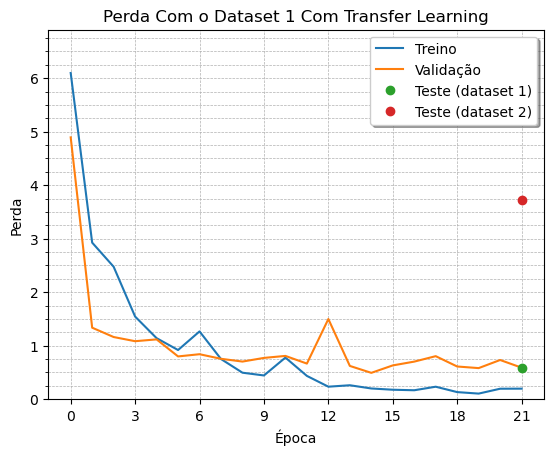 Perda Com o Dataset 1 Com Transfer Learning
Treino
Validação
Teste (dataset 1)
Teste (dataset 2)
Perda
6
5
4
3
2
1
0
0 3 6 9 12 15 18 21
Época